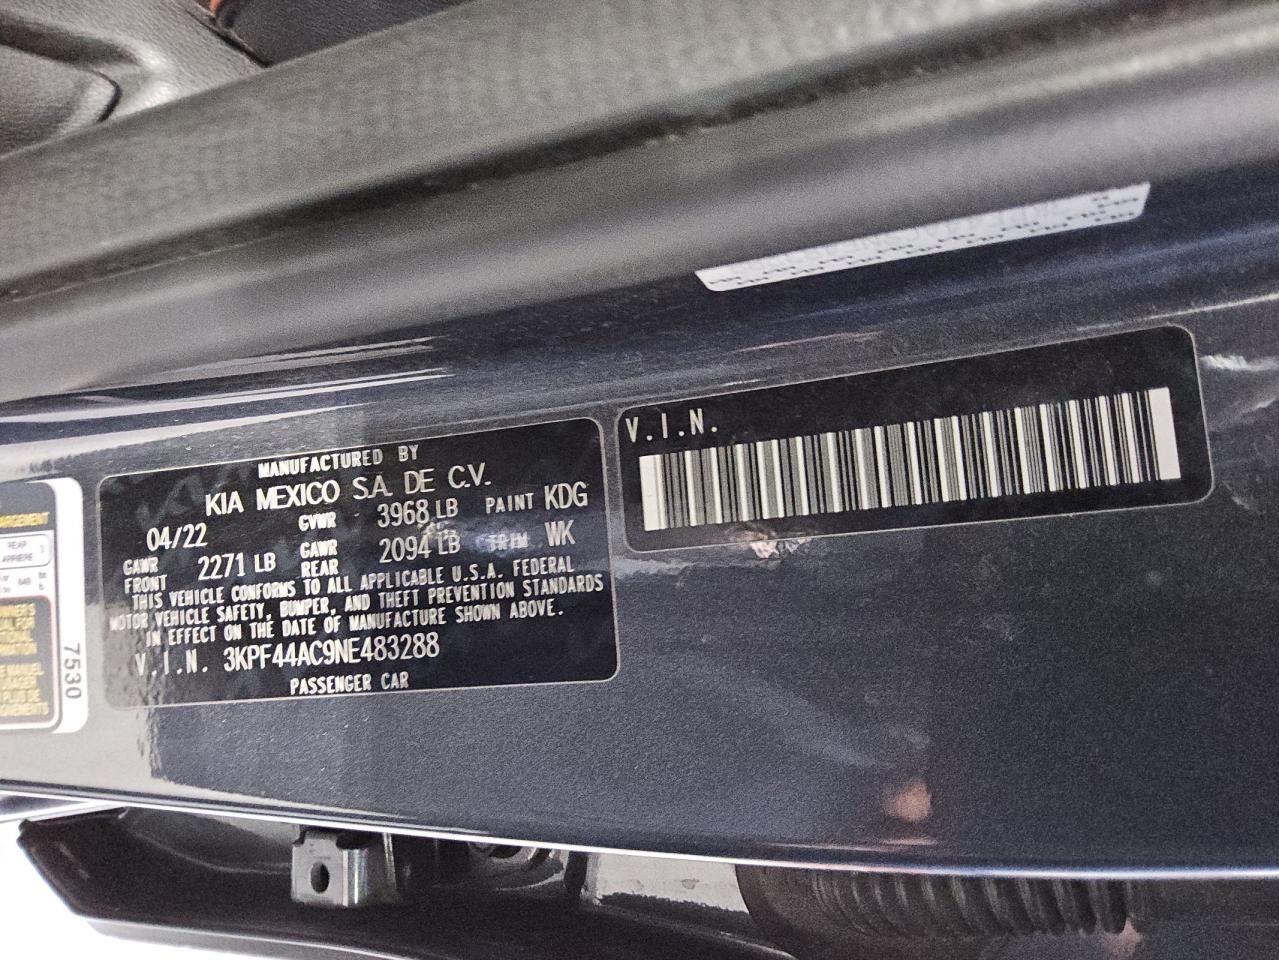 MANUFACTURED BY
KIA MEXICO S.A. DE C.V.
04/22 GVWR 3968 LB PAINT KDG
GAWR FRONT 2271 LB GAWR REAR 2094 LB TRIM WK
THIS VEHICLE CONFORMS TO ALL APPLICABLE U.S.A. FEDERAL
MOTOR VEHICLE SAFETY, BUMPER, AND THEFT PREVENTION STANDARDS
IN EFFECT ON THE DATE OF MANUFACTURE SHOWN ABOVE.
V.I.N. 3KPF44AC9NE483288
PASSENGER CAR
V.I.N.
REAR 3
ARRIERE
7530